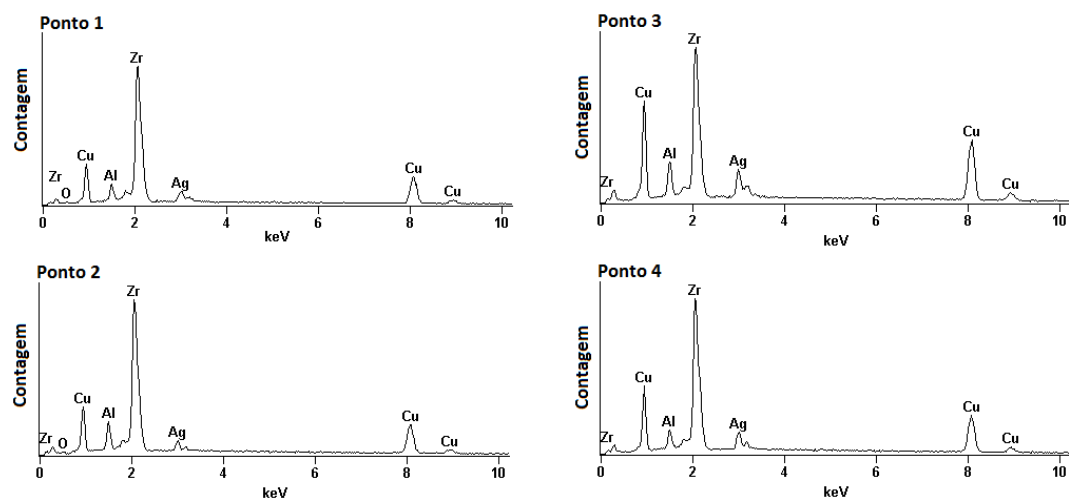 Ponto 1
Contagem
Zr
O
Cu
Al
Zr
Ag
Cu
Cu
0 2 4 6 8 10
keV
Ponto 3
Contagem
Zr
Cu
Al
Zr
Ag
Cu
Cu
0 2 4 6 8 10
keV
Ponto 2
Contagem
Zr
O
Cu
Al
Zr
Ag
Cu
Cu
0 2 4 6 8 10
keV
Ponto 4
Contagem
Zr
Cu
Al
Zr
Ag
Cu
Cu
0 2 4 6 8 10
keV